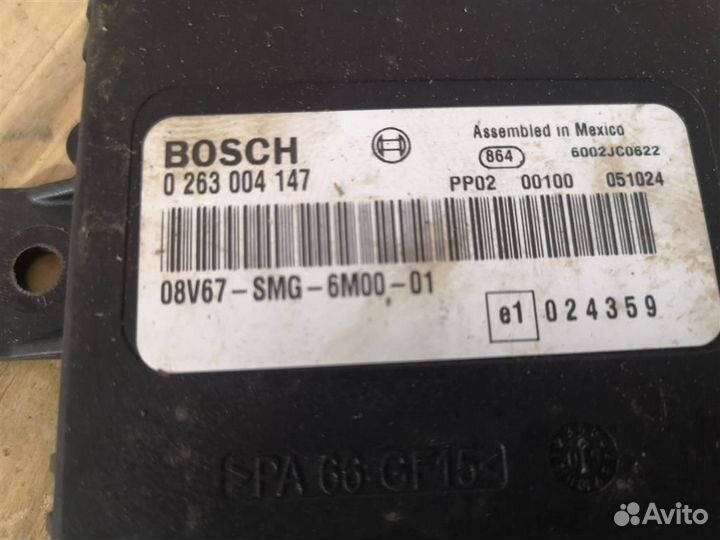 BOSCH
Assembled in Mexico
864
6002JC0622
0 263 004 147
PP02 00100 051024
08V67-SMG-6M00-01
e1 024359
>PA 66 GF15<
Avito